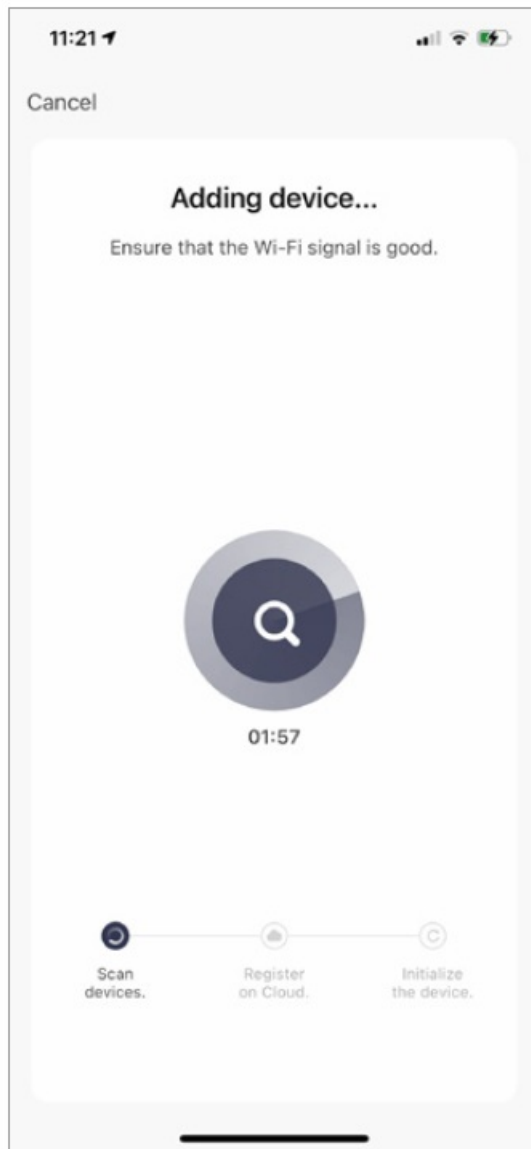 11:21
Cancel
Adding device...
Ensure that the Wi-Fi signal is good.
01:57
Scan
devices.
Register
on Cloud.
Initialize
the device.